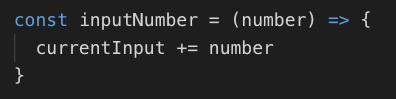 const inputNumber = (number) => {
  currentInput += number
}